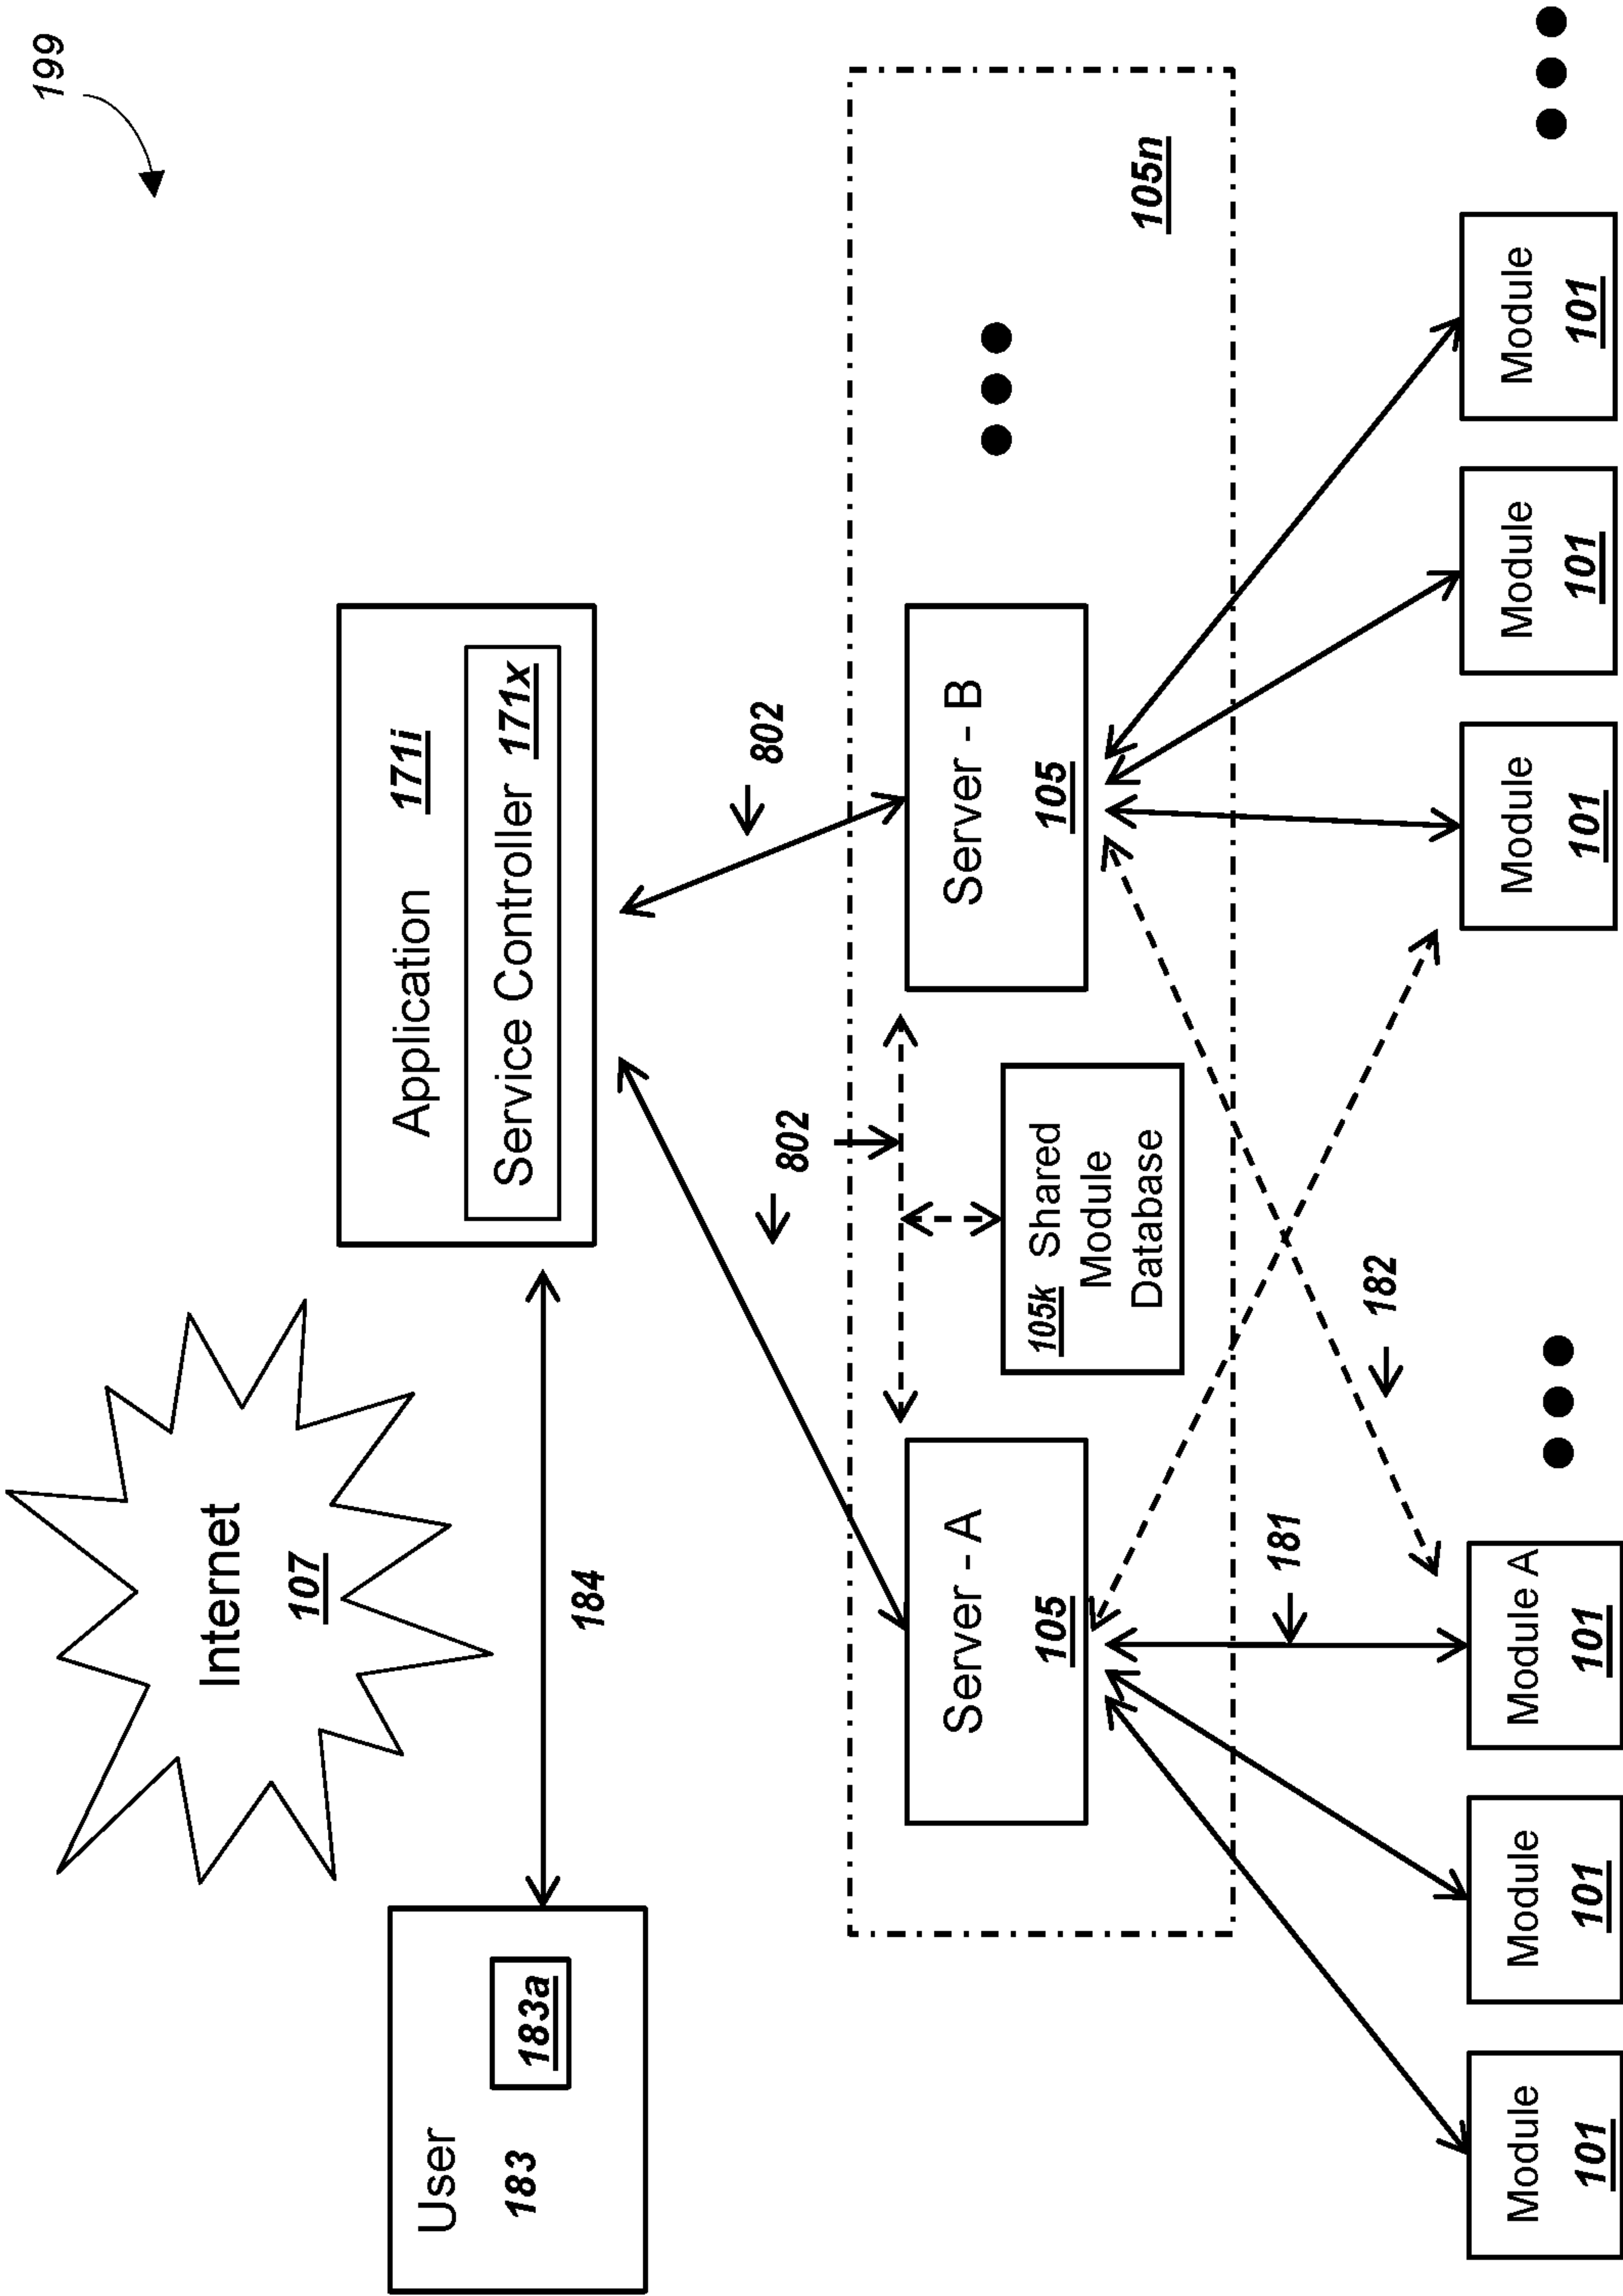 199
Internet
107
User
183
183a
184
Application 171i
Service Controller 171x
802
802
Server - A
105
Server - B
105
105k Shared
Module
Database
105n
181
182
Module
101
Module
101
Module A
101
Module
101
Module
101
Module
101